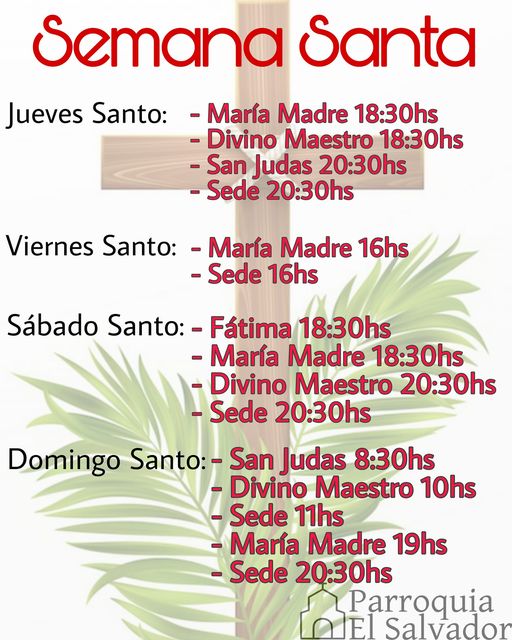 Semana Santa
Jueves Santo: - María Madre 18:30hs
- Divino Maestro 18:30hs
- San Judas 20:30hs
- Sede 20:30hs
Viernes Santo: - María Madre 16hs
- Sede 16hs
Sábado Santo: - Fátima 18:30hs
- María Madre 18:30hs
- Divino Maestro 20:30hs
- Sede 20:30hs
Domingo Santo: - San Judas 8:30hs
- Divino Maestro 10hs
- Sede 11hs
- María Madre 19hs
- Sede 20:30hs
Parroquia
El Salvador